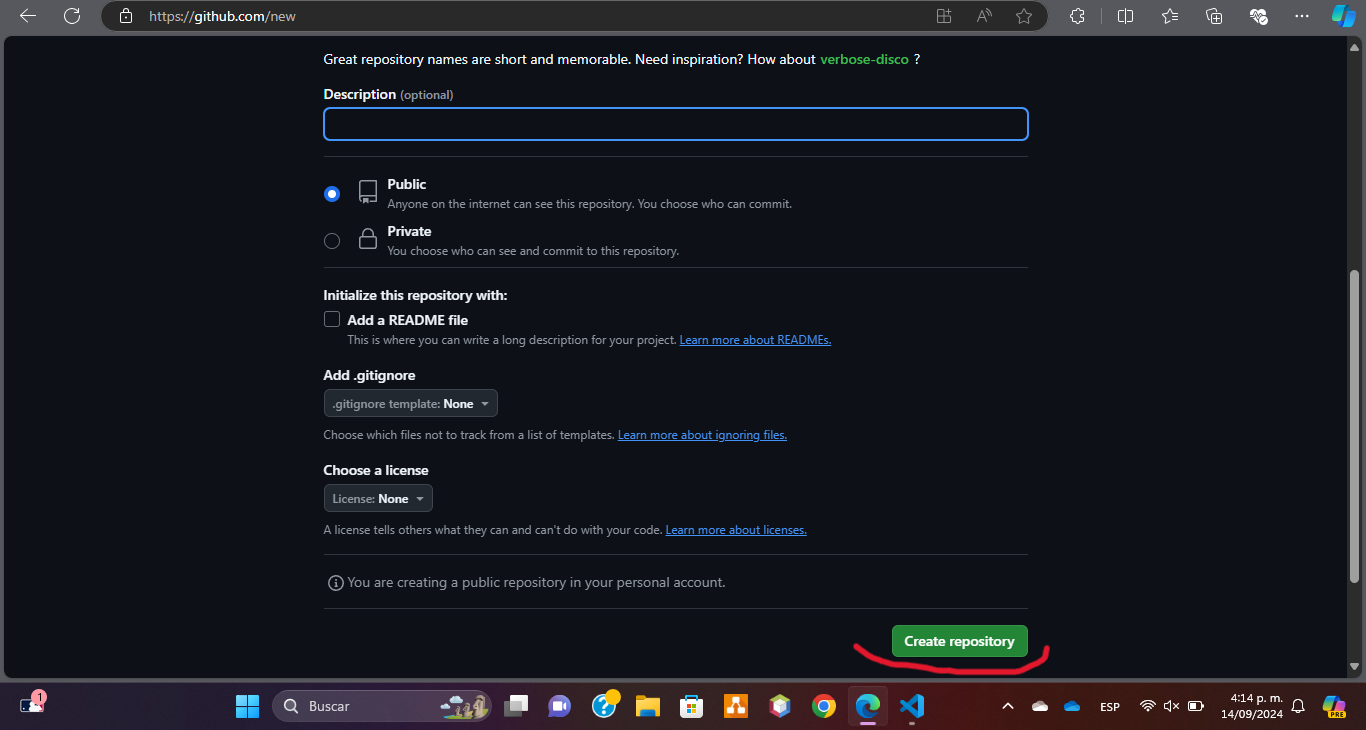 https://github.com/new
Great repository names are short and memorable. Need inspiration? How about verbose-disco ?
Description (optional)
Public
Anyone on the internet can see this repository. You choose who can commit.
Private
You choose who can see and commit to this repository.
Initialize this repository with:
Add a README file
This is where you can write a long description for your project. Learn more about READMEs.
Add .gitignore
.gitignore template: None
Choose which files not to track from a list of templates. Learn more about ignoring files.
Choose a license
License: None
A license tells others what they can and can't do with your code. Learn more about licenses.
You are creating a public repository in your personal account.
Create repository
1
Buscar
ESP
4:14 p. m.
14/09/2024
PRE